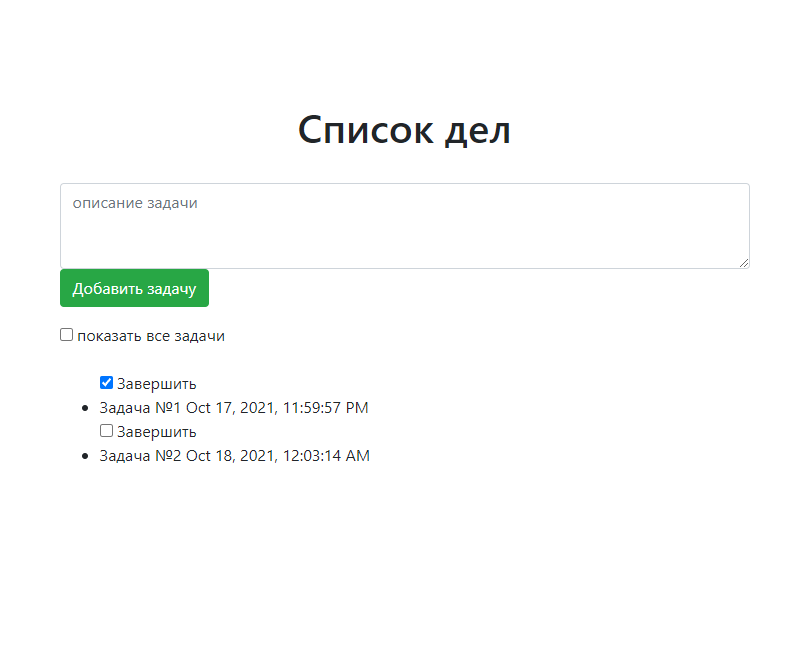 Список дел
описание задачи
Добавить задачу
показать все задачи
Завершить
Задача №1 Oct 17, 2021, 11:59:57 PM
Завершить
Задача №2 Oct 18, 2021, 12:03:14 AM